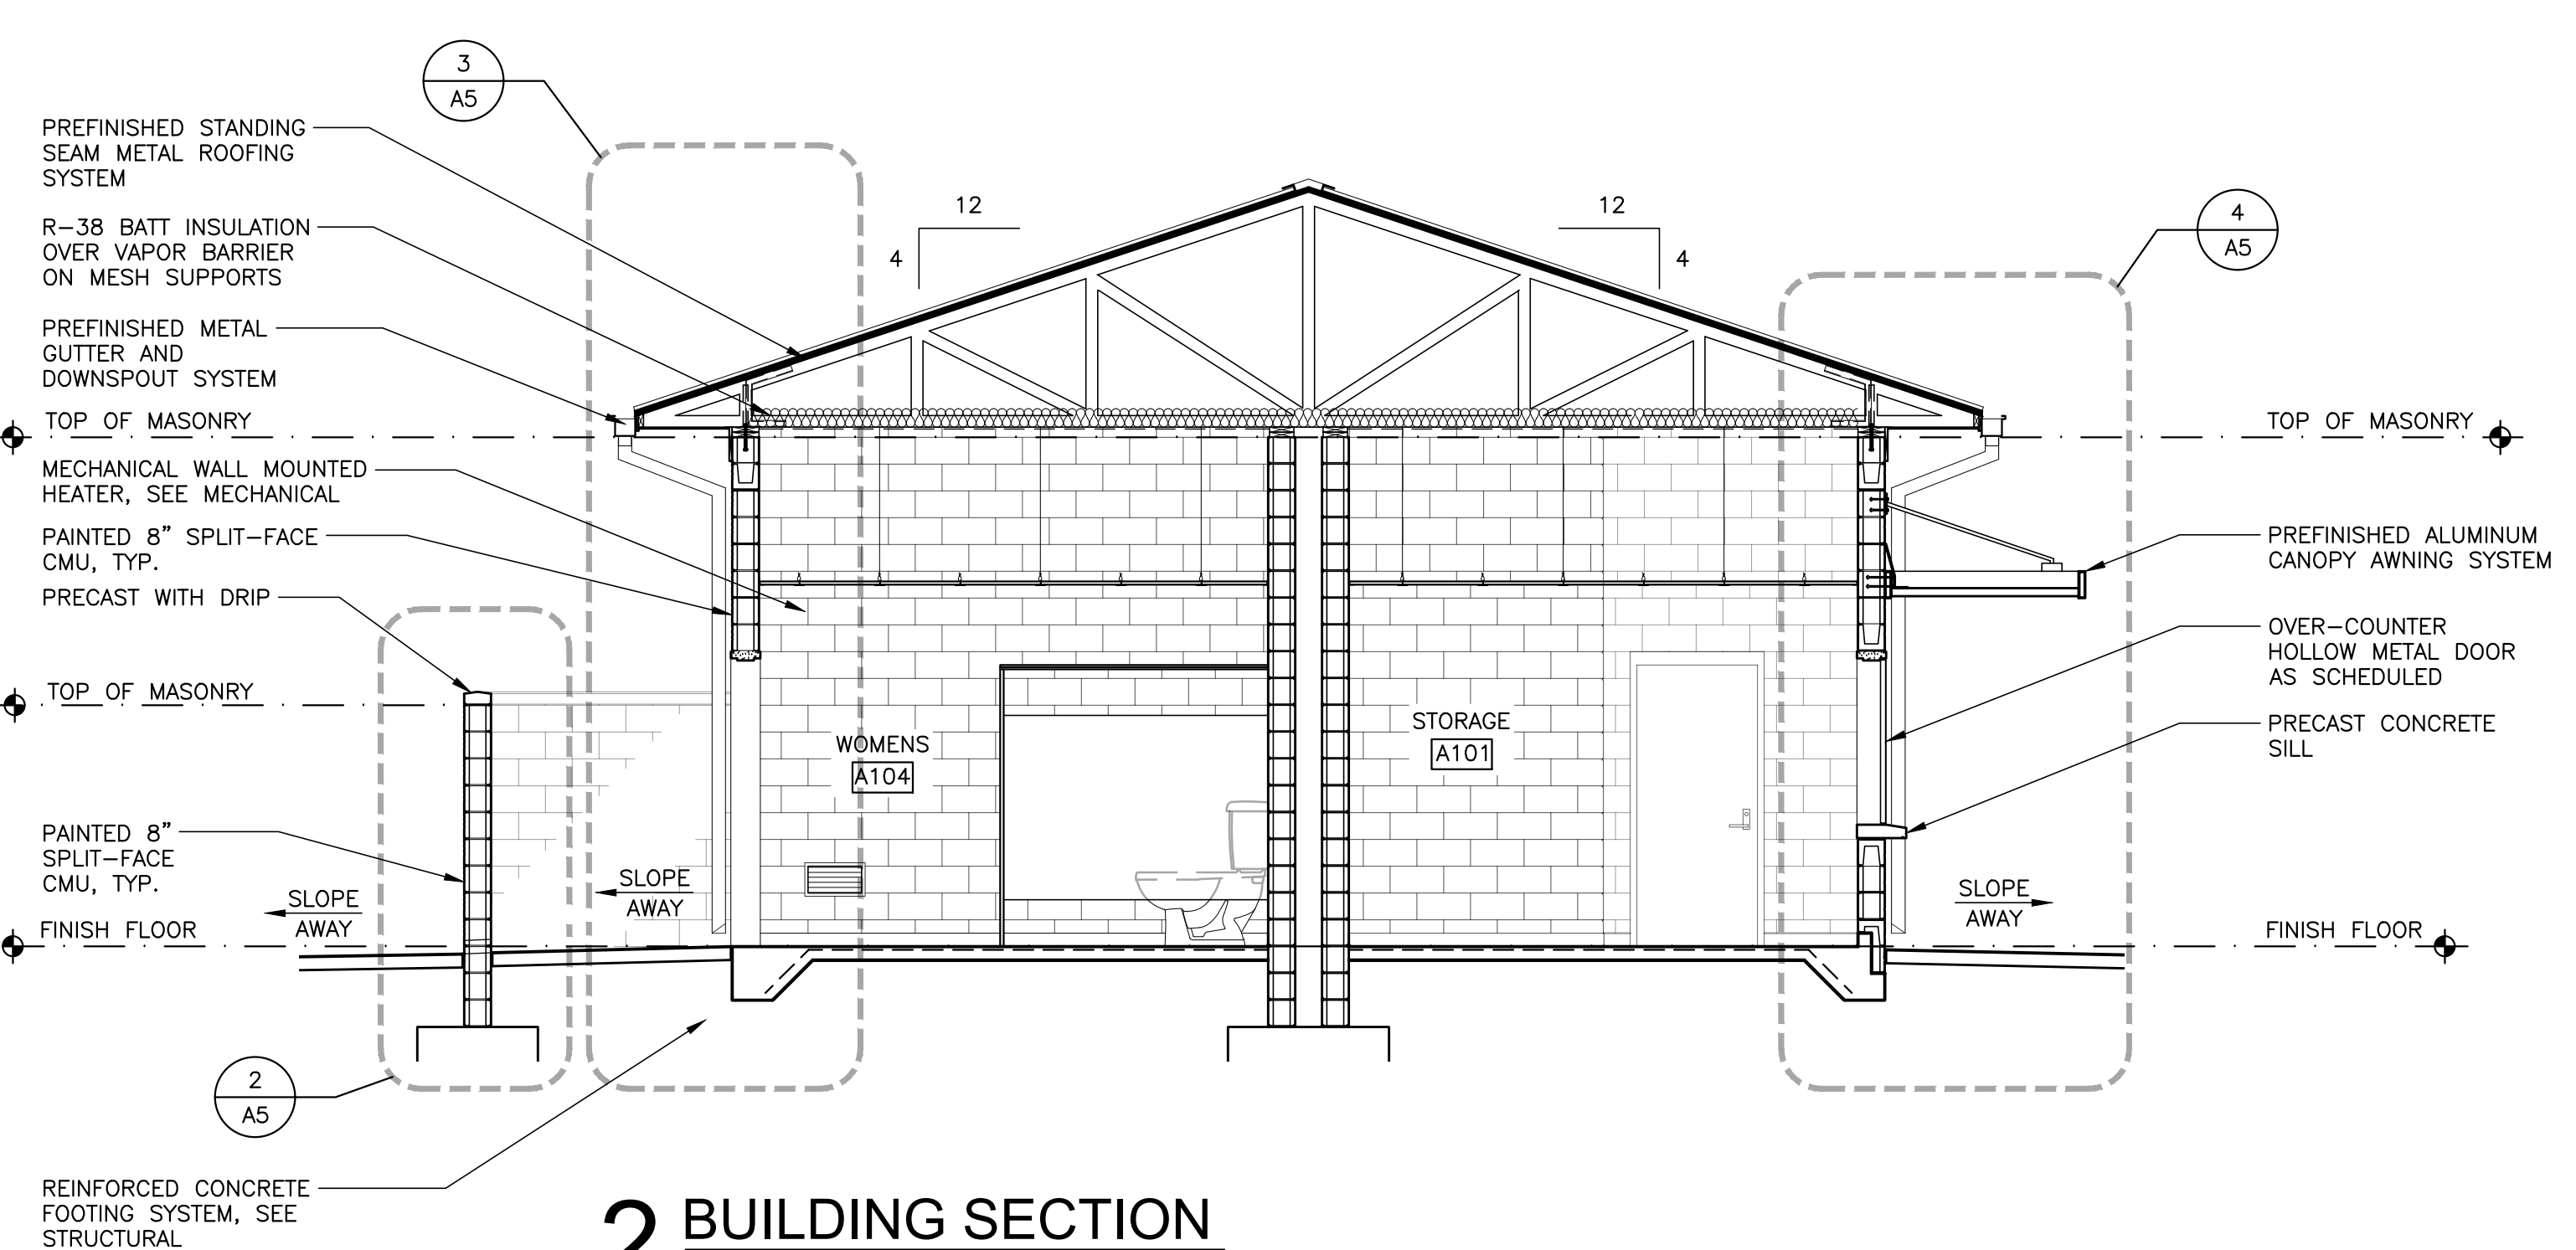 3
A5
PREFINISHED STANDING
SEAM METAL ROOFING
SYSTEM
R-38 BATT INSULATION
OVER VAPOR BARRIER
ON MESH SUPPORTS
PREFINISHED METAL
GUTTER AND
DOWNSPOUT SYSTEM
TOP OF MASONRY
MECHANICAL WALL MOUNTED
HEATER, SEE MECHANICAL
PAINTED 8" SPLIT-FACE
CMU, TYP.
PRECAST WITH DRIP
TOP OF MASONRY
PAINTED 8"
SPLIT-FACE
CMU, TYP.
SLOPE
AWAY
SLOPE
AWAY
FINISH FLOOR
2
A5
REINFORCED CONCRETE
FOOTING SYSTEM, SEE
STRUCTURAL
12
4
12
4
WOMENS
A104
STORAGE
A101
4
A5
TOP OF MASONRY
PREFINISHED ALUMINUM
CANOPY AWNING SYSTEM
OVER-COUNTER
HOLLOW METAL DOOR
AS SCHEDULED
PRECAST CONCRETE
SILL
SLOPE
AWAY
FINISH FLOOR
2 BUILDING SECTION